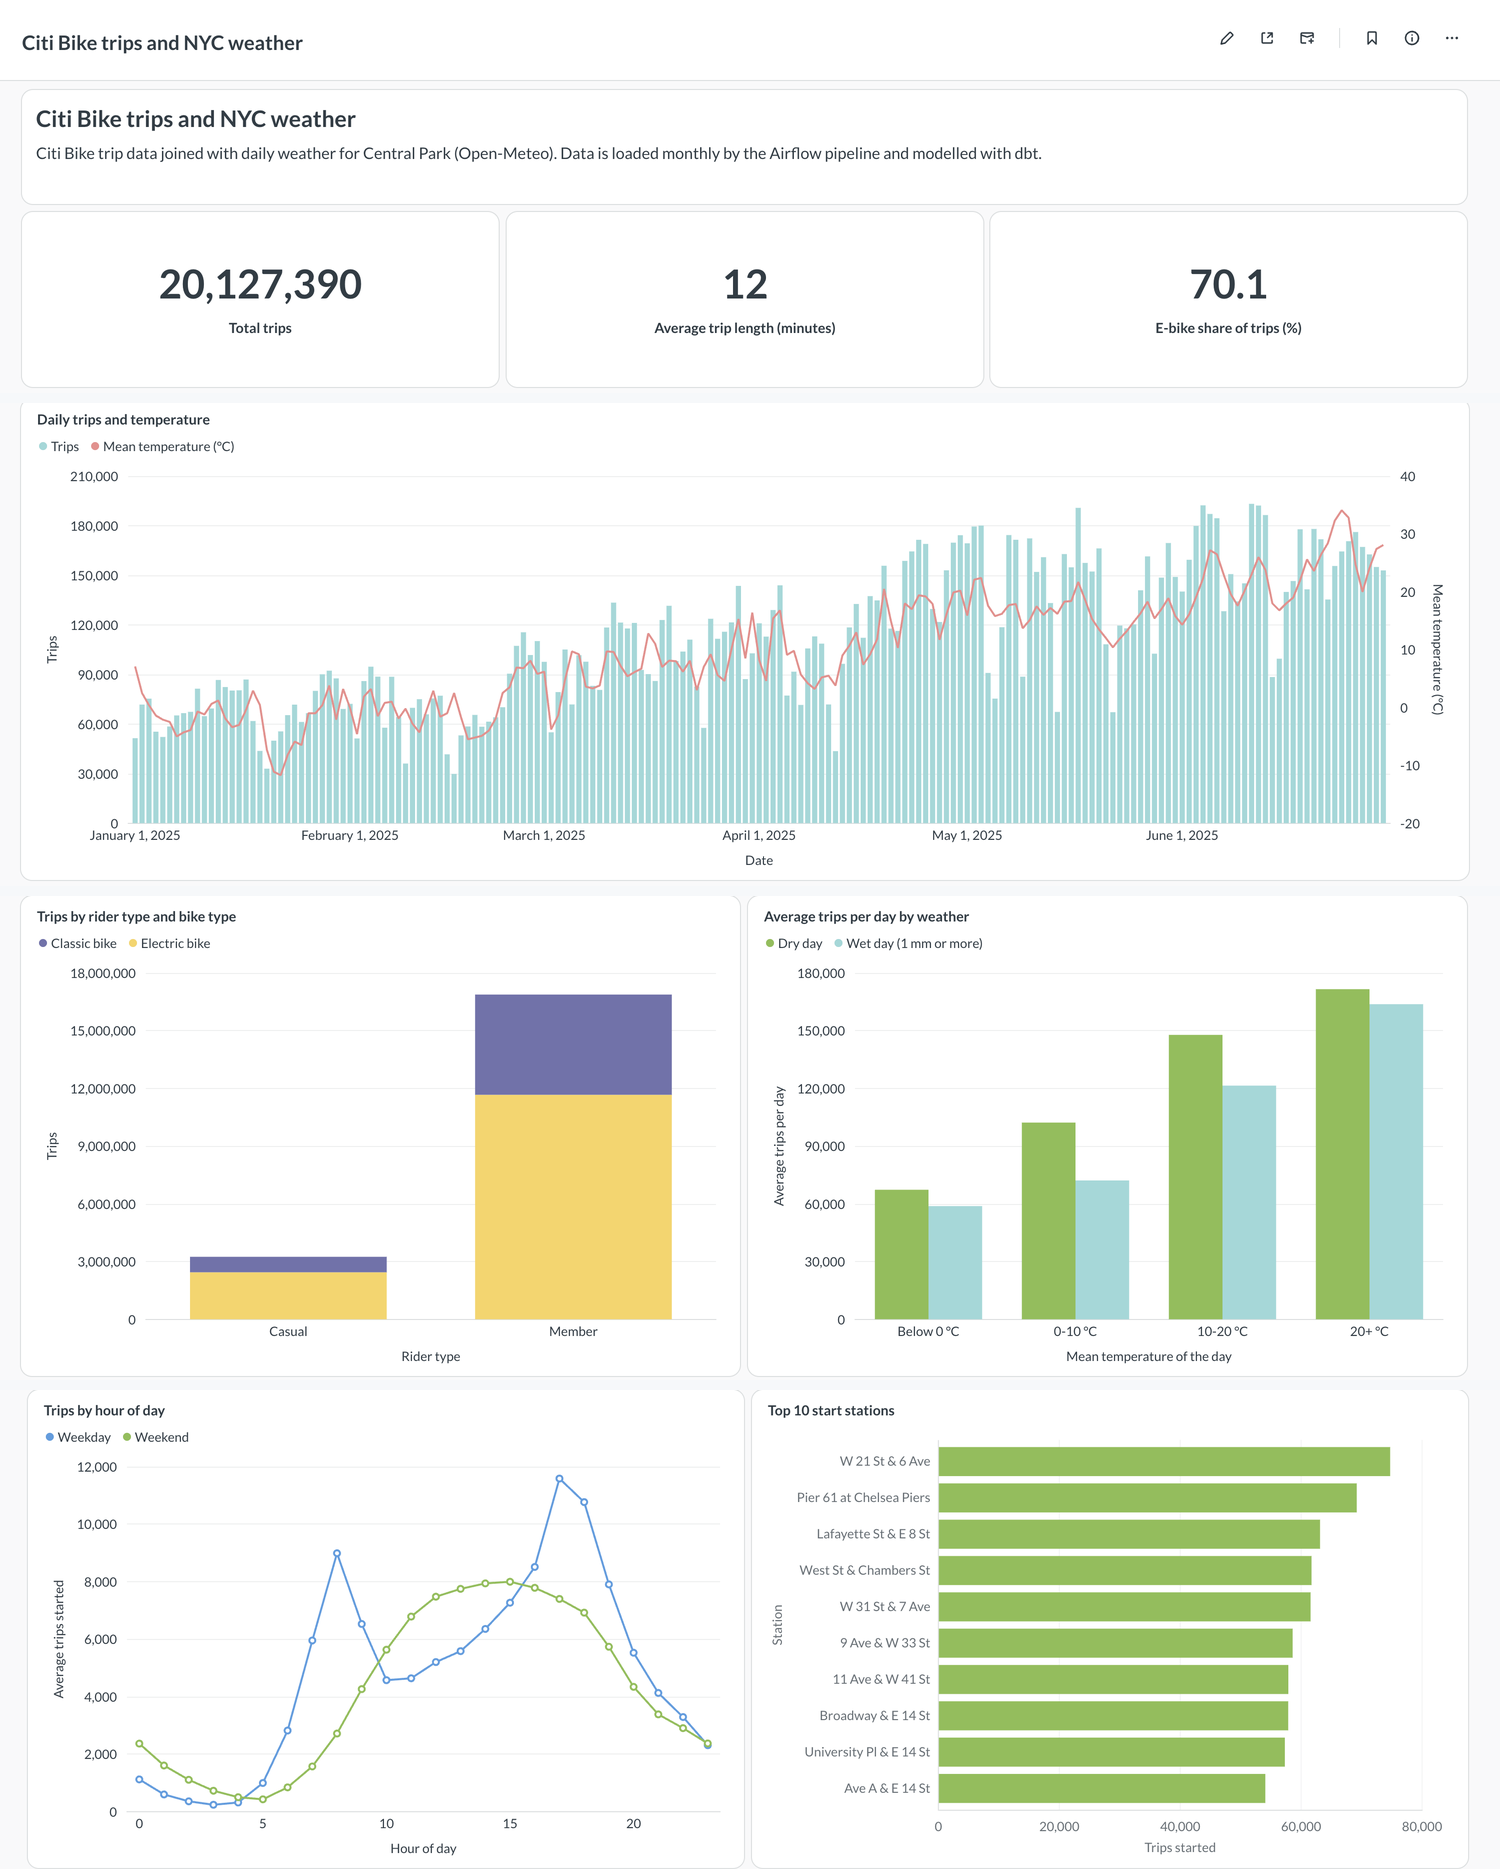 Citi Bike trips and NYC weather
Citi Bike trips and NYC weather
Citi Bike trip data joined with daily weather for Central Park (Open-Meteo). Data is loaded monthly by the Airflow pipeline and modelled with dbt.
20,127,390
Total trips
12
Average trip length (minutes)
70.1
E-bike share of trips (%)
Daily trips and temperature
Trips
Mean temperature (°C)
210,000
180,000
150,000
120,000
90,000
60,000
30,000
0
Trips
40
30
20
10
0
-10
-20
Mean temperature (°C)
January 1, 2025
February 1, 2025
March 1, 2025
April 1, 2025
May 1, 2025
June 1, 2025
Date
Trips by rider type and bike type
Classic bike
Electric bike
18,000,000
15,000,000
12,000,000
9,000,000
6,000,000
3,000,000
0
Trips
Casual
Member
Rider type
Average trips per day by weather
Dry day
Wet day (1 mm or more)
180,000
150,000
120,000
90,000
60,000
30,000
0
Average trips per day
Below 0 °C
0-10 °C
10-20 °C
20+ °C
Mean temperature of the day
Trips by hour of day
Weekday
Weekend
12,000
10,000
8,000
6,000
4,000
2,000
0
Average trips started
0
5
10
15
20
Hour of day
Top 10 start stations
W 21 St & 6 Ave
Pier 61 at Chelsea Piers
Lafayette St & E 8 St
West St & Chambers St
W 31 St & 7 Ave
9 Ave & W 33 St
11 Ave & W 41 St
Broadway & E 14 St
University Pl & E 14 St
Ave A & E 14 St
Station
0
20,000
40,000
60,000
80,000
Trips started